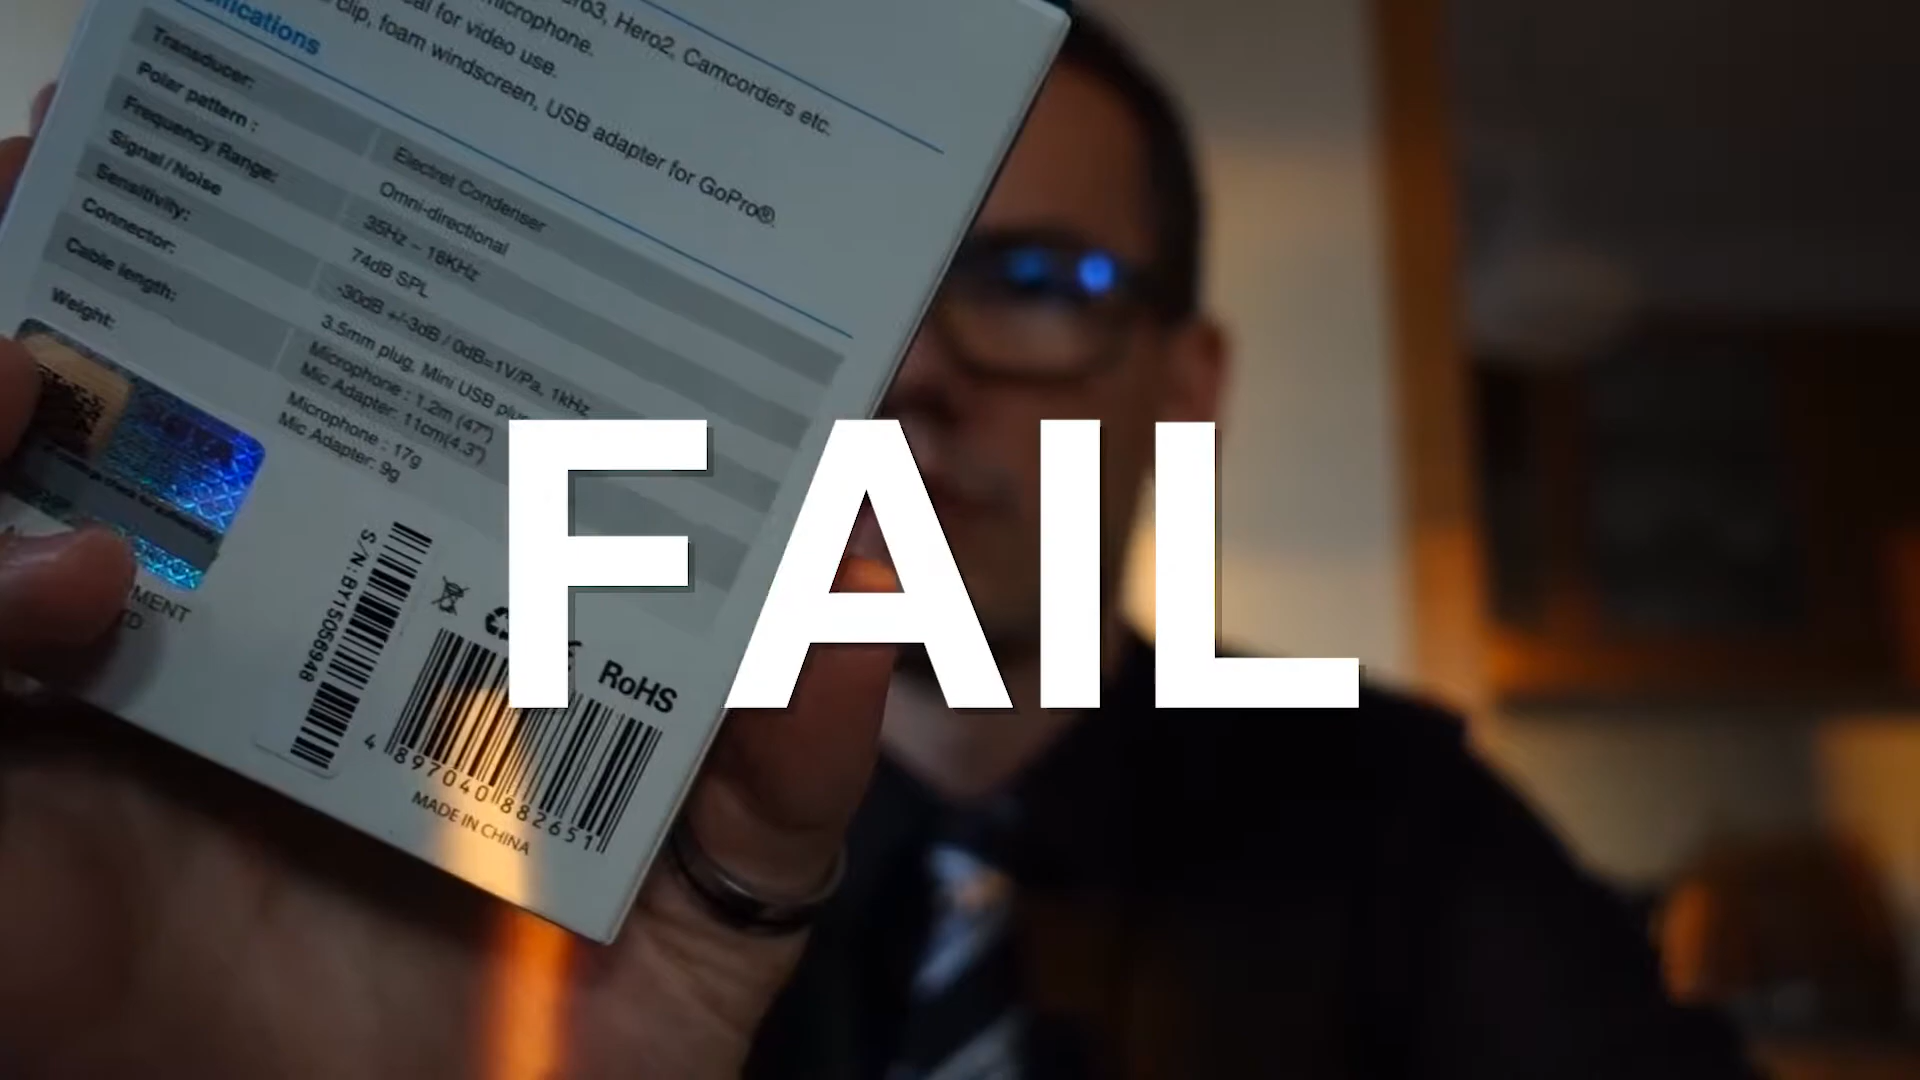 Hero2, Camcorders etc.
microphone.
for video use.
clip, foam windscreen, USB adapter for GoPro®.
Transducer: Electret Condenser
Polar pattern : Omni-directional
Frequency Range: 35Hz ~ 18KHz
Signal / Noise 74dB SPL
Sensitivity: -30dB +/-3dB / 0dB=1V/Pa, 1kHz
Connector: 3.5mm plug, Mini USB
Cable length: Microphone : 1.2m (47")
Mic Adapter: 11cm(4.3")
Weight: Microphone : 17g
Mic Adapter: 9g
S/N: BY15056948
RoHS
4 897040 882651
MADE IN CHINA
FAIL